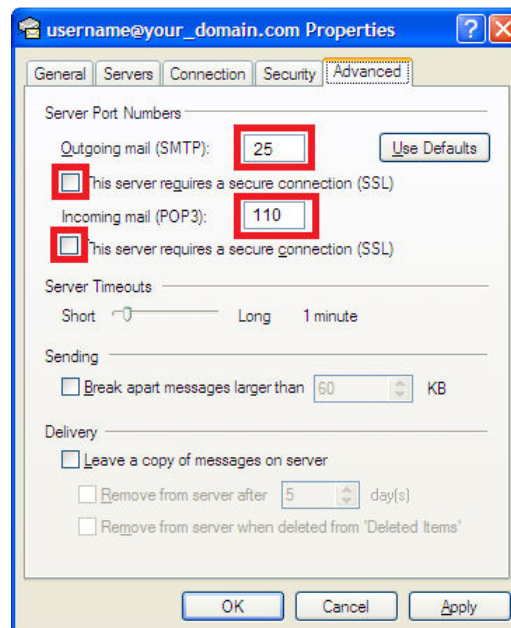 username@your_domain.com Properties
General Servers Connection Security Advanced
Server Port Numbers
Outgoing mail (SMTP): 25 Use Defaults
This server requires a secure connection (SSL)
Incoming mail (POP3): 110
This server requires a secure connection (SSL)
Server Timeouts
Short Long 1 minute
Sending
Break apart messages larger than 60 KB
Delivery
Leave a copy of messages on server
Remove from server after 5 day(s)
Remove from server when deleted from 'Deleted Items'
OK Cancel Apply